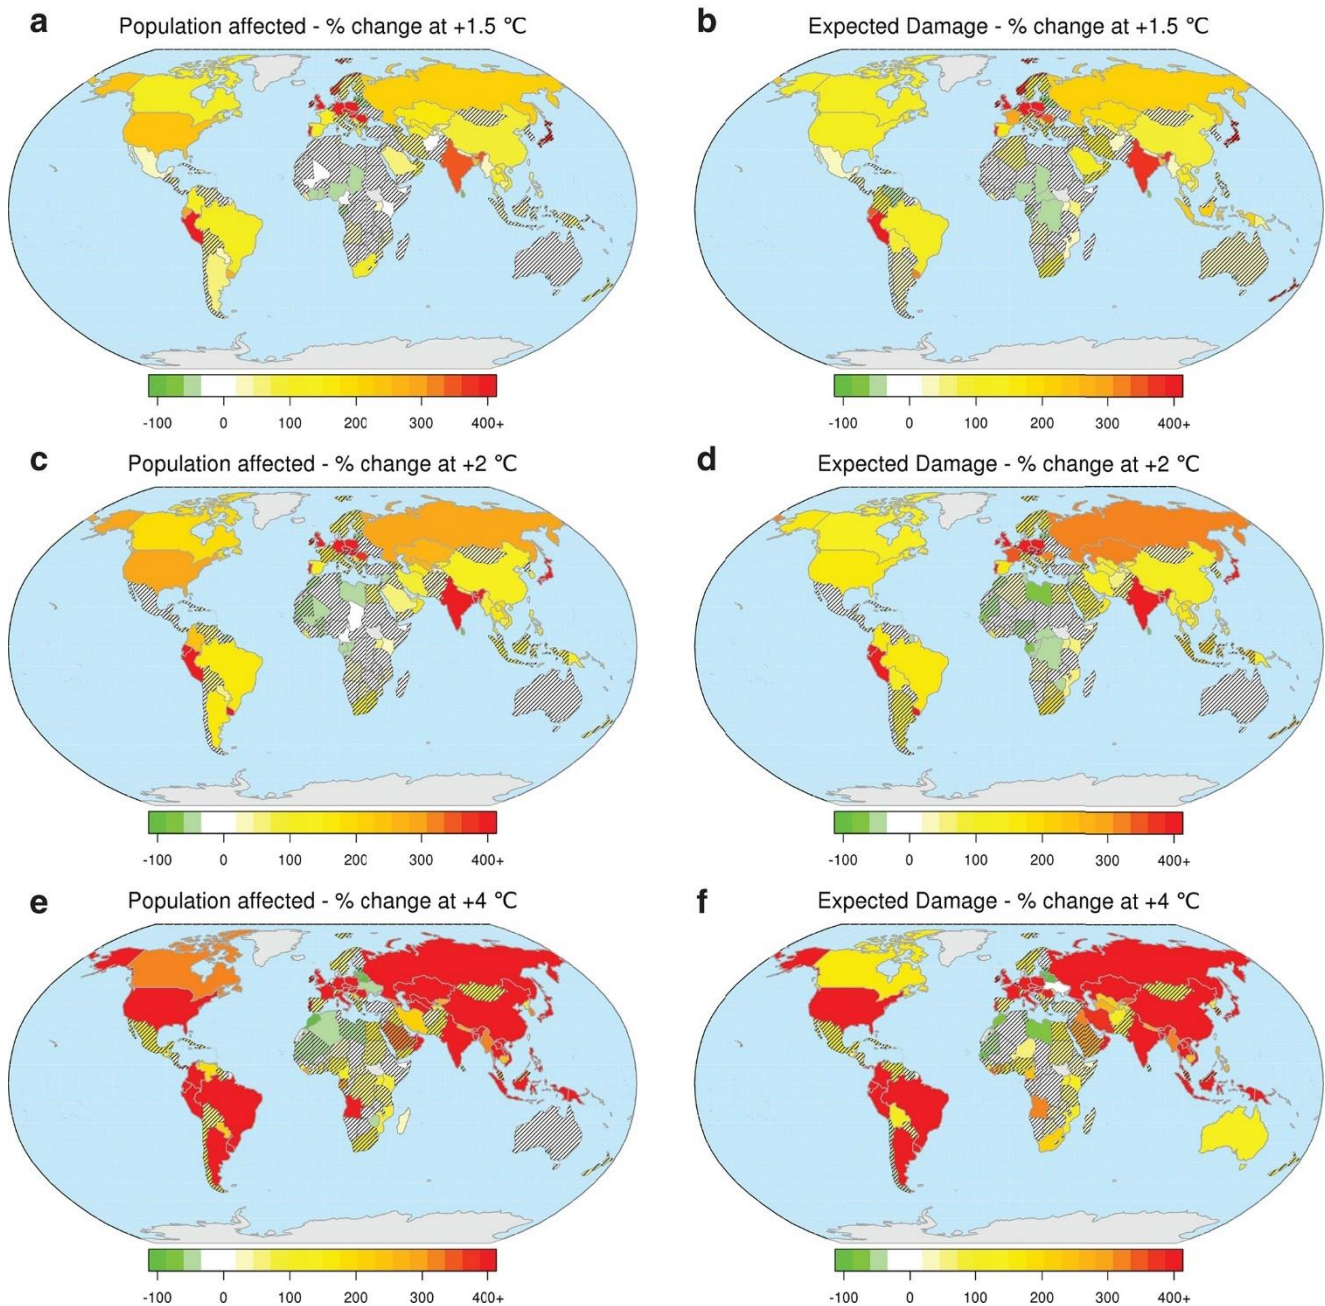 a Population affected - % change at +1.5 °C
b Expected Damage - % change at +1.5 °C
-100 0 100 200 300 400+
-100 0 100 200 300 400+
c Population affected - % change at +2 °C
d Expected Damage - % change at +2 °C
-100 0 100 200 300 400+
-100 0 100 200 300 400+
e Population affected - % change at +4 °C
f Expected Damage - % change at +4 °C
-100 0 100 200 300 400+
-100 0 100 200 300 400+